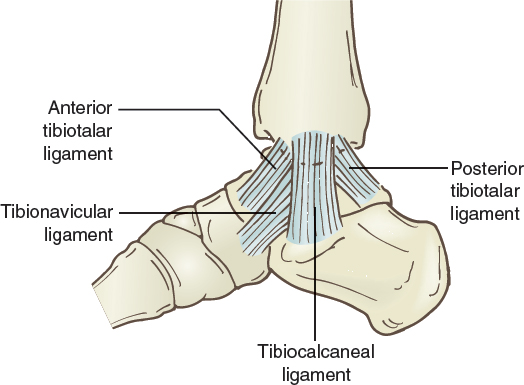 Anterior
tibiotalar
ligament
Tibionavicular
ligament
Posterior
tibiotalar
ligament
Tibiocalcaneal
ligament